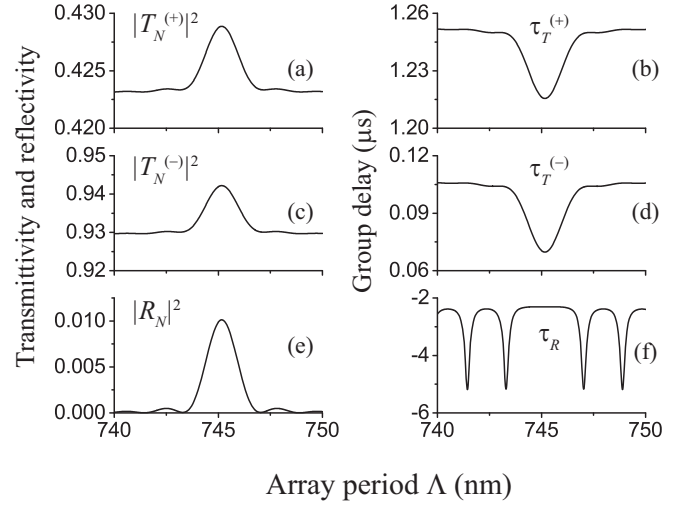 Transmittivity and reflectivity
0.430
0.425
0.420
|T_N^(+)|^2
(a)
0.95
0.94
0.93
0.92
|T_N^(−)|^2
(c)
0.010
0.005
0.000
|R_N|^2
(e)
740 745 750
Group delay (μs)
1.26
1.23
1.20
τ_T^(+)
(b)
0.12
0.09
0.06
τ_T^(−)
(d)
-2
-4
-6
τ_R
(f)
740 745 750
Array period Λ (nm)